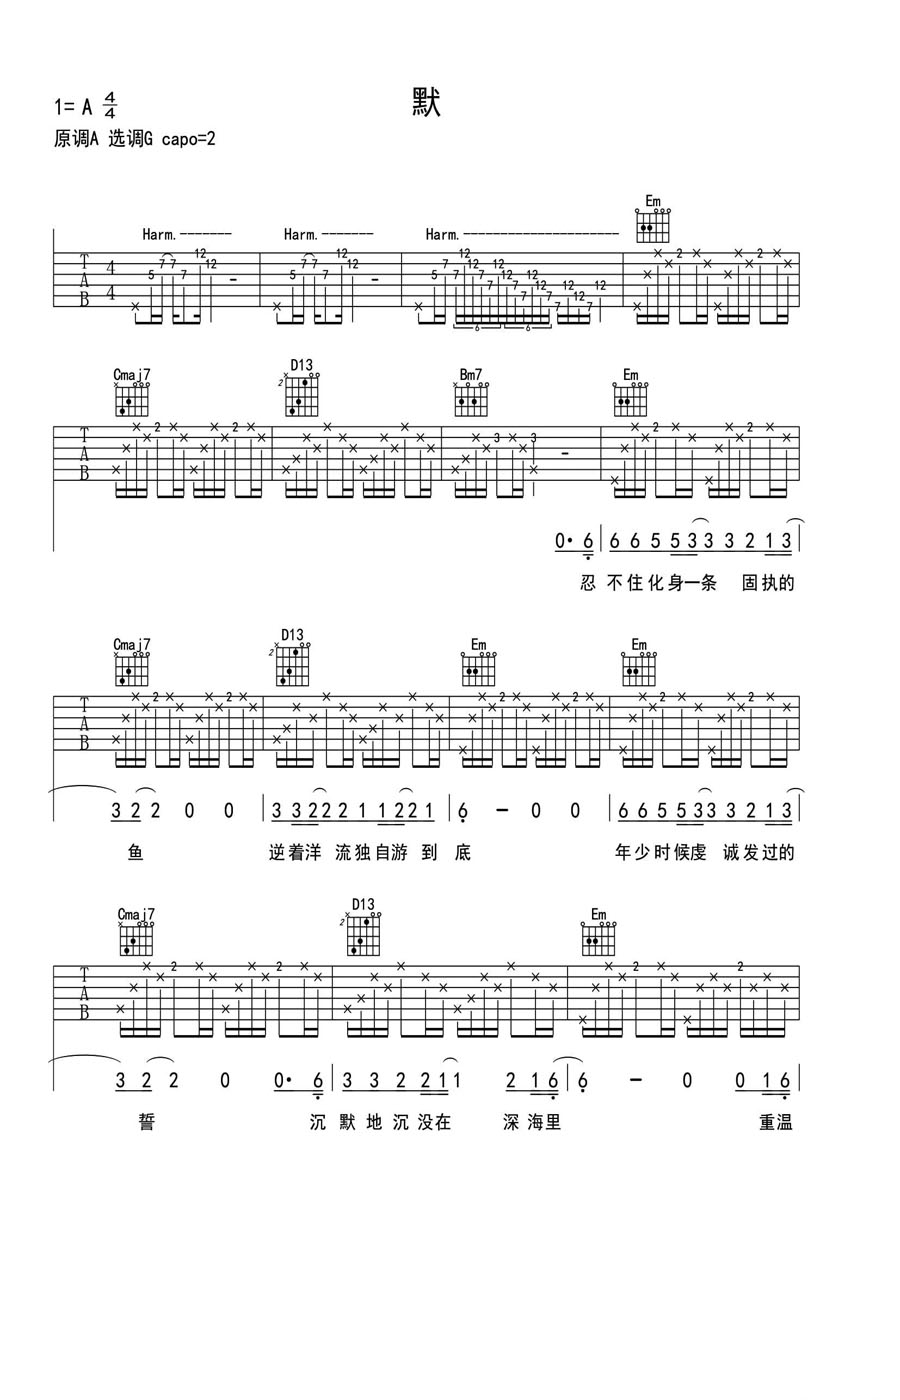 默
1= A 4/4
原调A 选调G capo=2
Em
Harm. Harm. Harm.
T A B 4 4
Cmaj7 D13 Bm7 Em
2
T A B
0· 6 6 6 5 5 3 3 3 2 1 3
忍 不 住 化 身 一 条 固 执 的
Cmaj7 D13 Em Em
2
T A B
3 2 2 0 0 3 3 2 2 2 1 1 2 2 1 6 - 0 0 6 6 5 5 3 3 3 2 1 3
鱼 逆 着 洋 流 独 自 游 到 底 年 少 时 候 虔 诚 发 过 的
Cmaj7 D13 Em
2
T A B
3 2 2 0 0· 6 3 3 2 2 1 1 2 1 6 6 - 0 0 1 6
誓 沉 默 地 沉 没 在 深 海 里 重 温